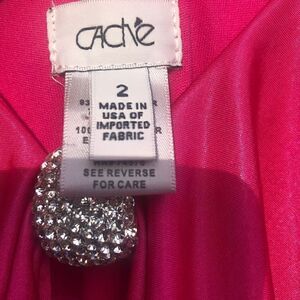 CACHÉ
2
MADE IN
USA OF
IMPORTED
FABRIC
SEE REVERSE
FOR CARE